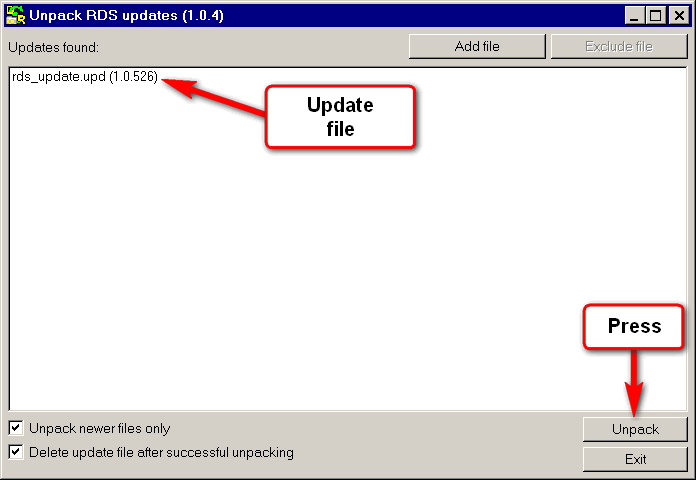 Unpack RDS updates (1.0.4)
Updates found:
Add file
Exclude file
rds_update.upd (1.0.526)
Update
file
Press
Unpack newer files only
Unpack
Delete update file after successful unpacking
Exit